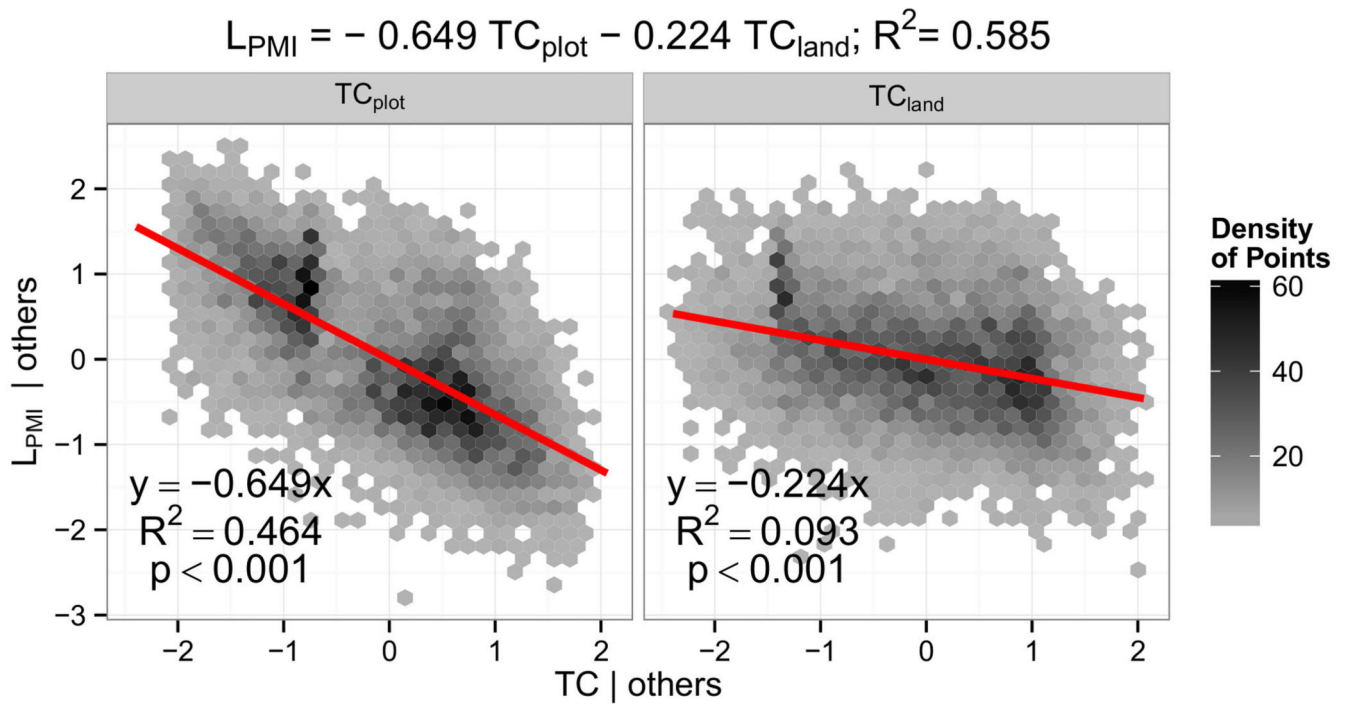 L_PMI = − 0.649 TC_plot − 0.224 TC_land; R²= 0.585
TC_plot
TC_land
L_PMI | others
2
1
0
−1
−2
−3
y = −0.649x
R² = 0.464
p < 0.001
y = −0.224x
R² = 0.093
p < 0.001
−2 −1 0 1 2
−2 −1 0 1 2
TC | others
Density
of Points
60
40
20